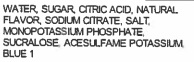 WATER, SUGAR, CITRIC ACID, NATURAL
FLAVOR, SODIUM CITRATE, SALT,
MONOPOTASSIUM PHOSPHATE,
SUCRALOSE, ACESULFAME POTASSIUM,
BLUE 1